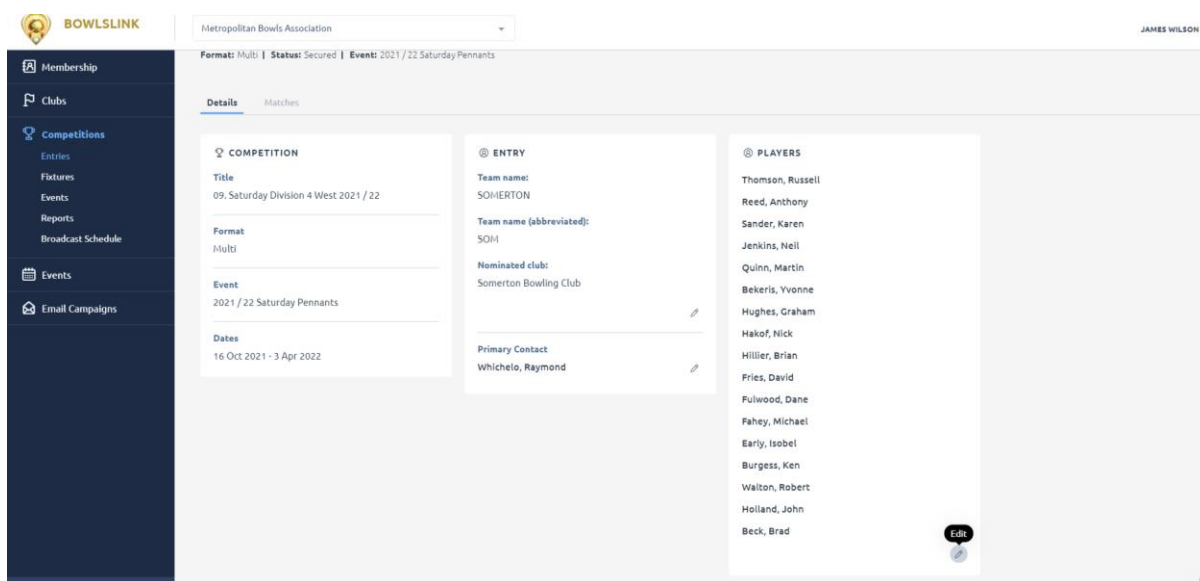 BOWLSLINK
Metropolitan Bowls Association
JAMES WILSON
Membership
Clubs
Competitions
Entries
Fixtures
Events
Reports
Broadcast Schedule
Events
Email Campaigns
Format: Multi | Status: Secured | Event: 2021 / 22 Saturday Pennants
Details Matches
COMPETITION
Title
09. Saturday Division 4 West 2021 / 22
Format
Multi
Event
2021 / 22 Saturday Pennants
Dates
16 Oct 2021 - 3 Apr 2022
ENTRY
Team name:
SOMERTON
Team name (abbreviated):
SOM
Nominated club:
Somerton Bowling Club
Primary Contact
Whichelo, Raymond
PLAYERS
Thomson, Russell
Reed, Anthony
Sander, Karen
Jenkins, Neil
Quinn, Martin
Bekeris, Yvonne
Hughes, Graham
Hakof, Nick
Hillier, Brian
Fries, David
Fulwood, Dane
Fahey, Michael
Early, Isobel
Burgess, Ken
Walton, Robert
Holland, John
Beck, Brad
Edit